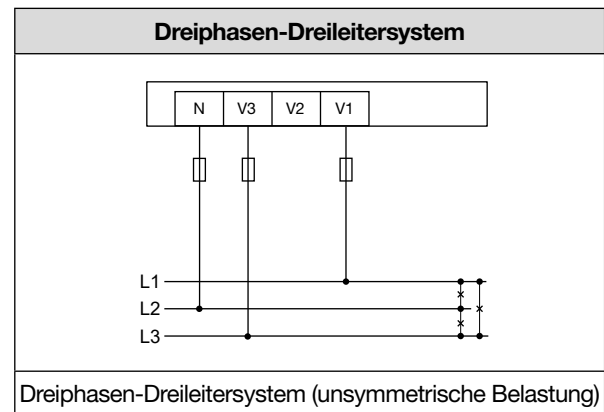 Dreiphasen-Dreileitersystem
N V3 V2 V1
L1
L2
L3
Dreiphasen-Dreileitersystem (unsymmetrische Belastung)